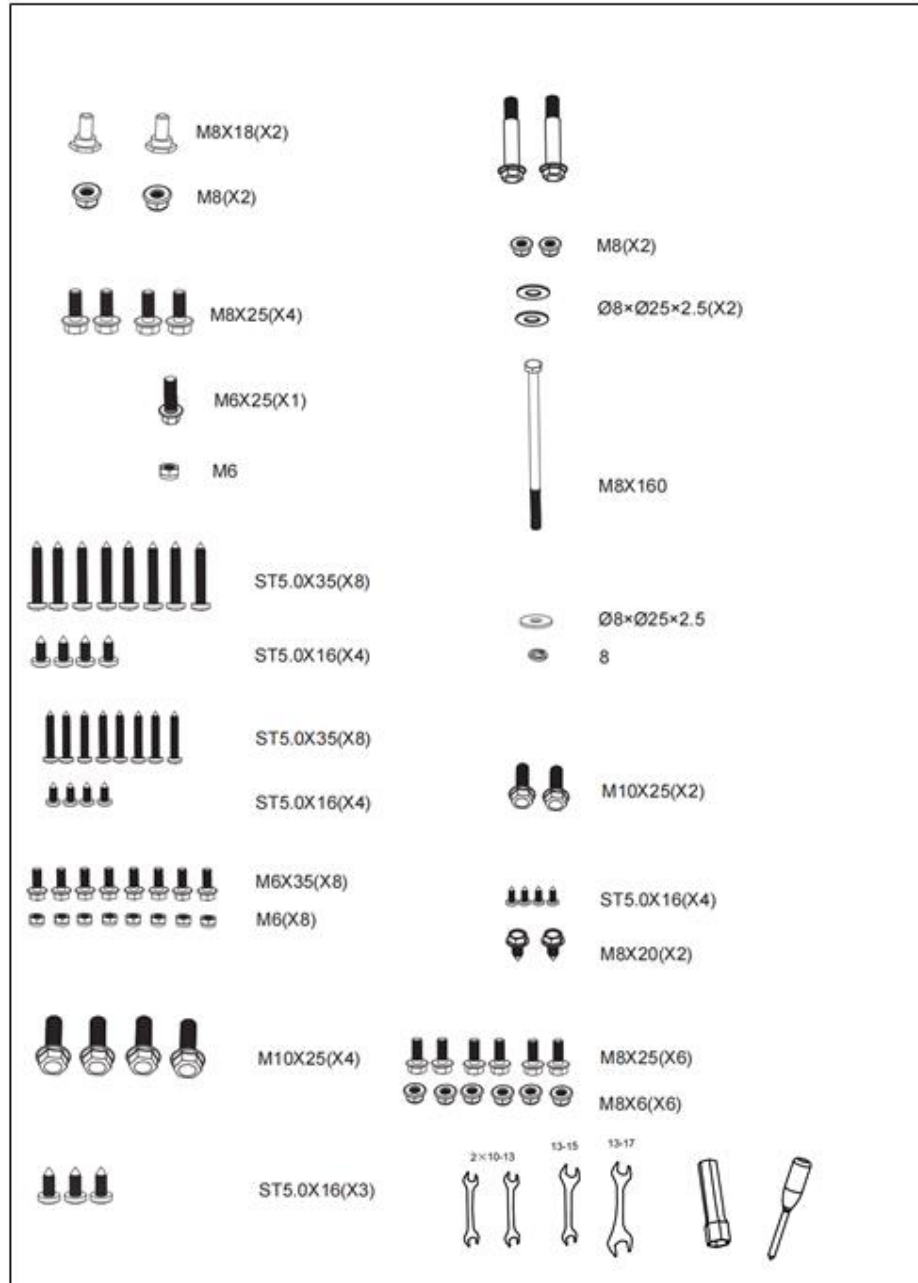 M8X18(X2)
M8(X2)
M8X25(X4)
M6X25(X1)
M6
ST5.0X35(X8)
ST5.0X16(X4)
ST5.0X35(X8)
ST5.0X16(X4)
M6X35(X8)
M6(X8)
M10X25(X4)
ST5.0X16(X3)
M8(X2)
Ø8×Ø25×2.5(X2)
M8X160
Ø8×Ø25×2.5
8
M10X25(X2)
ST5.0X16(X4)
M8X20(X2)
M8X25(X6)
M8X6(X6)
2×10-13
13-15
13-17